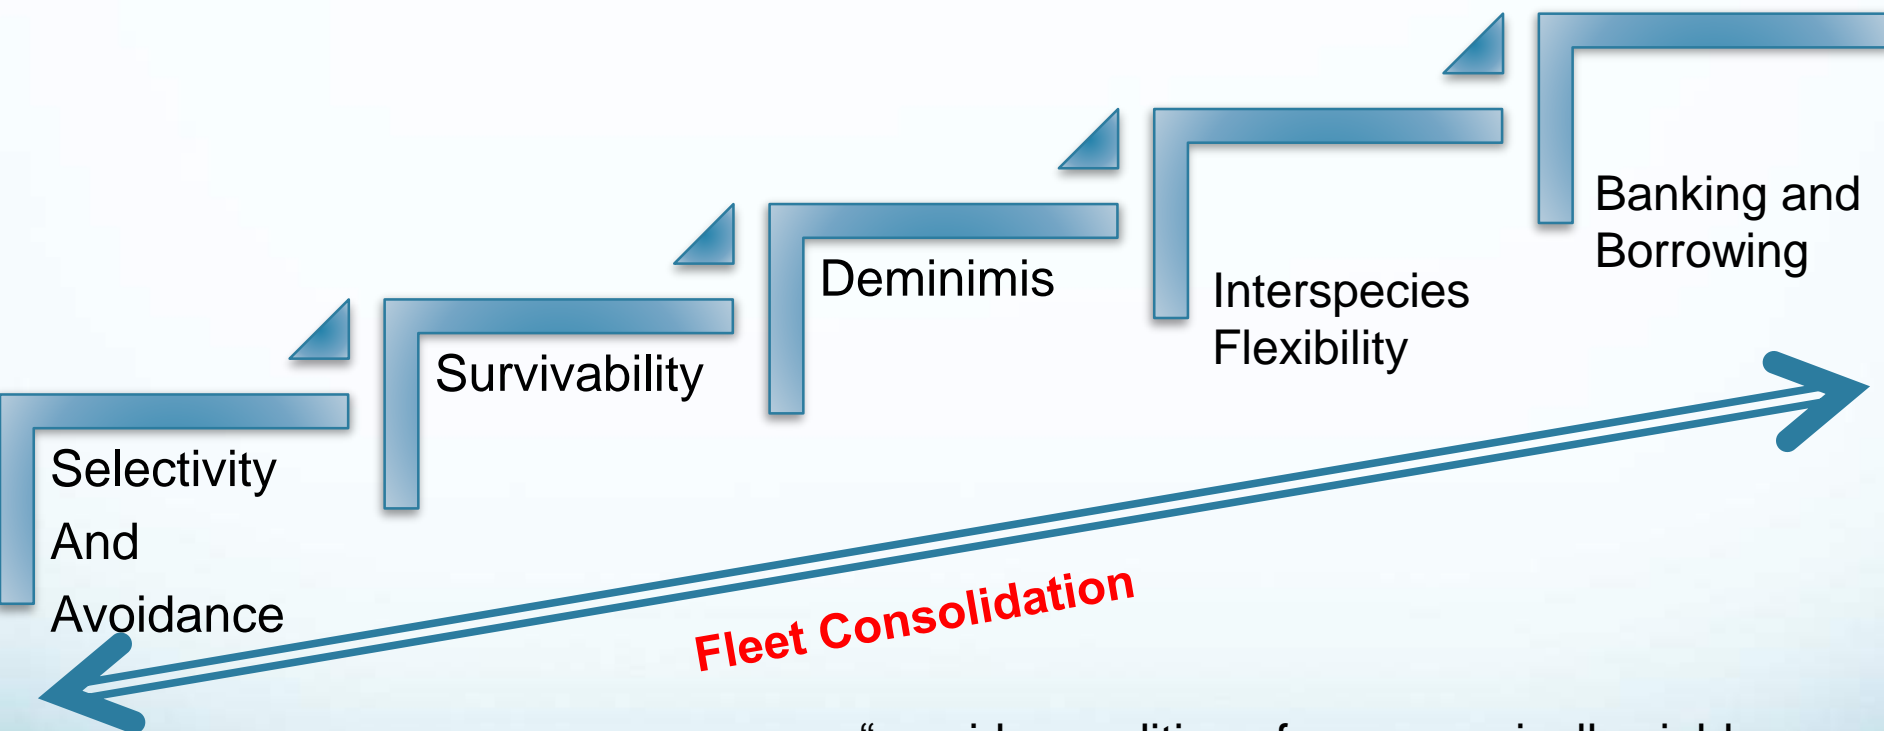 Selectivity
And
Avoidance
Survivability
Deminimis
Interspecies
Flexibility
Banking and
Borrowing
Fleet Consolidation